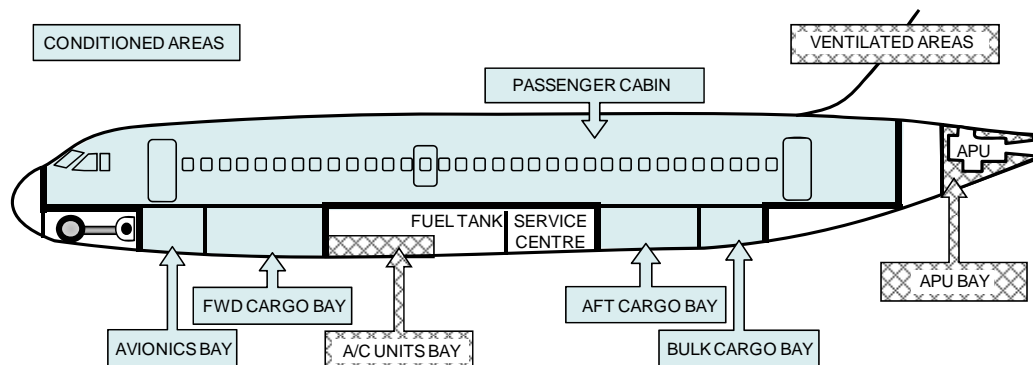 CONDITIONED AREAS
VENTILATED AREAS
PASSENGER CABIN
APU
FUEL TANK
SERVICE
CENTRE
FWD CARGO BAY
AFT CARGO BAY
APU BAY
AVIONICS BAY
A/C UNITS BAY
BULK CARGO BAY